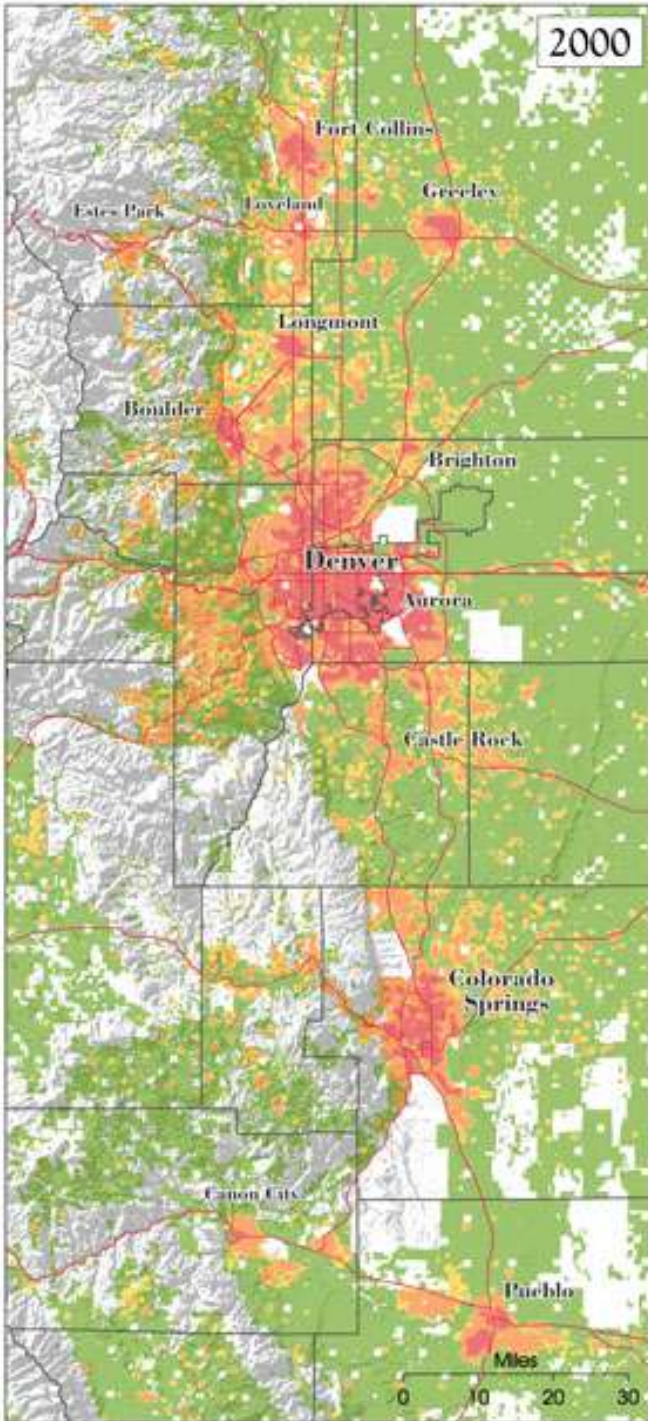 2000
Fort Collins
Greeley
Estes Park
Loveland
Longmont
Boulder
Brighton
Denver
Aurora
Castle Rock
Colorado
Springs
Canon City
Pueblo
Miles
0 10 20 30